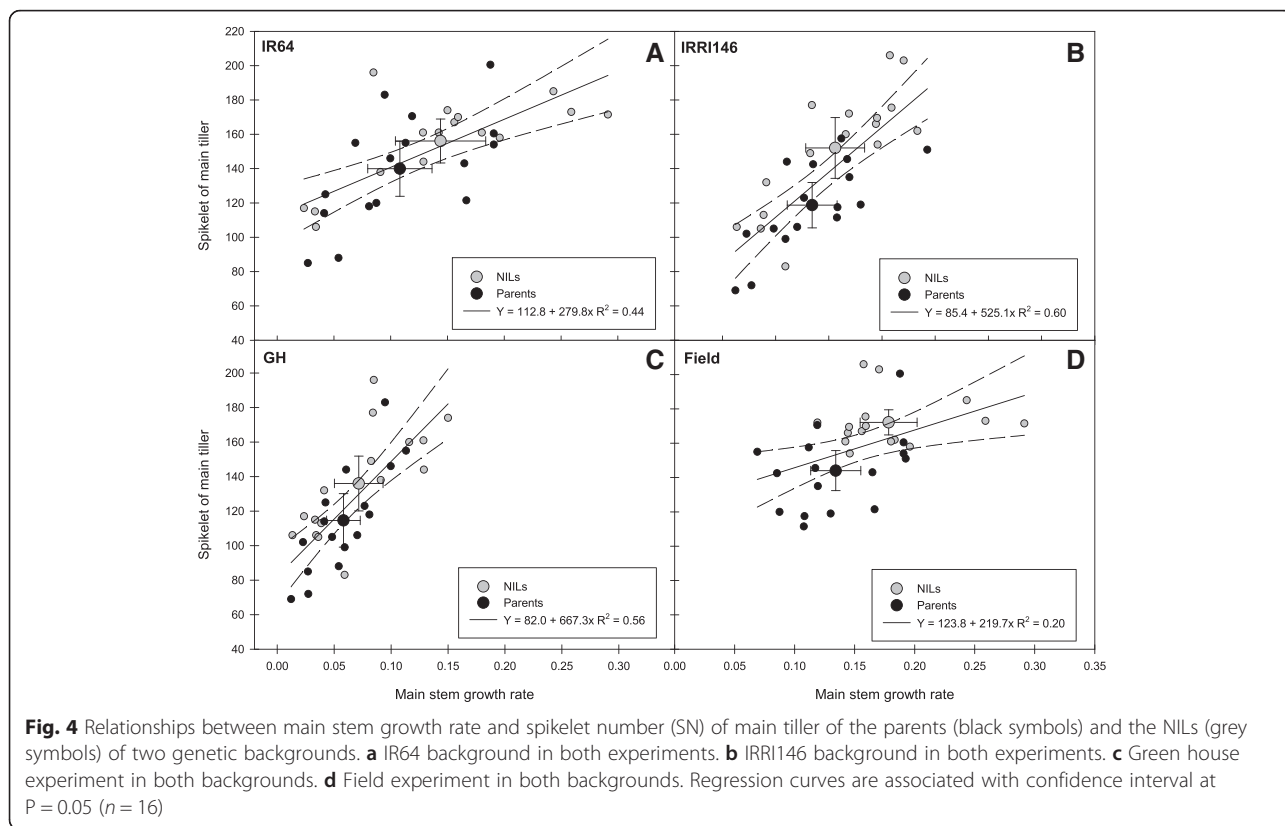 IR64
A
IRRI146
B
220
200
180
160
140
120
100
80
60
40
Spikelet of main tiller
NILs
Parents
Y = 112.8 + 279.8x R² = 0.44
NILs
Parents
Y = 85.4 + 525.1x R² = 0.60
GH
C
Field
D
200
180
160
140
120
100
80
60
40
Spikelet of main tiller
NILs
Parents
Y = 82.0 + 667.3x R² = 0.56
NILs
Parents
Y = 123.8 + 219.7x R² = 0.20
0.00 0.05 0.10 0.15 0.20 0.25 0.30 0.00 0.05 0.10 0.15 0.20 0.25 0.30 0.35
Main stem growth rate
Main stem growth rate
Fig. 4 Relationships between main stem growth rate and spikelet number (SN) of main tiller of the parents (black symbols) and the NILs (grey
symbols) of two genetic backgrounds. a IR64 background in both experiments. b IRRI146 background in both experiments. c Green house
experiment in both backgrounds. d Field experiment in both backgrounds. Regression curves are associated with confidence interval at
P = 0.05 (n = 16)